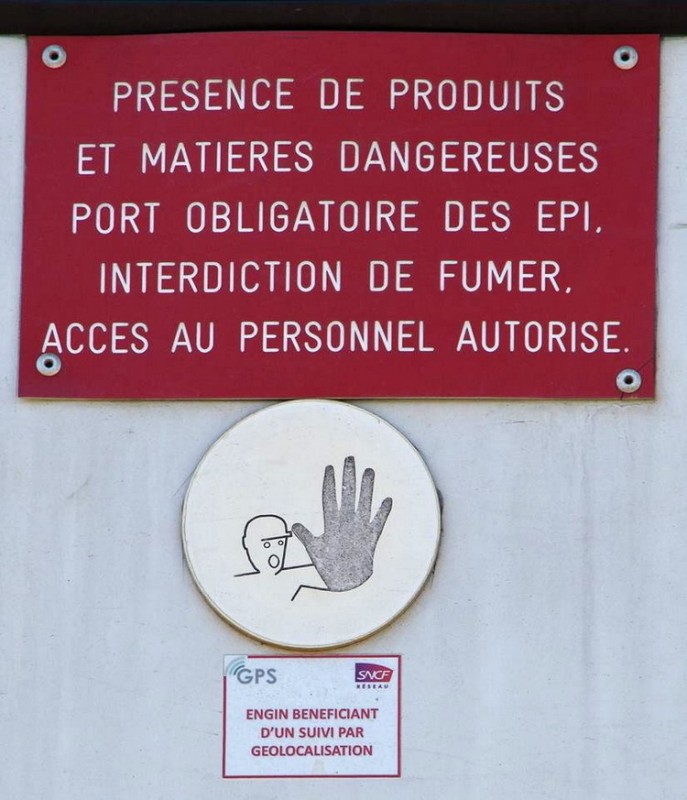 PRESENCE DE PRODUITS
ET MATIERES DANGEREUSES
PORT OBLIGATOIRE DES EPI,
INTERDICTION DE FUMER,
ACCES AU PERSONNEL AUTORISE.
GPS
SNCF
RÉSEAU
ENGIN BENEFICIANT
D'UN SUIVI PAR
GEOLOCALISATION